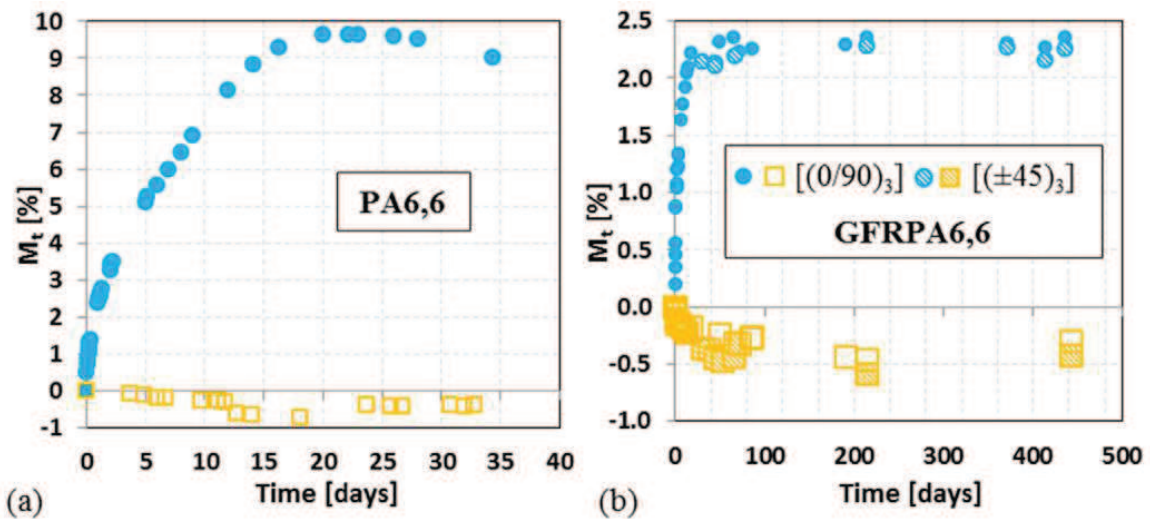 10
9
8
7
6
5
4
3
2
1
0
-1
M_t [%]
PA6,6
0 5 10 15 20 25 30 35 40
Time [days]
(a)
2.5
2.0
1.5
1.0
0.5
0.0
-0.5
-1.0
M_t [%]
[(0/90)₃] [(±45)₃]
GFRPA6,6
0 100 200 300 400 500
Time [days]
(b)